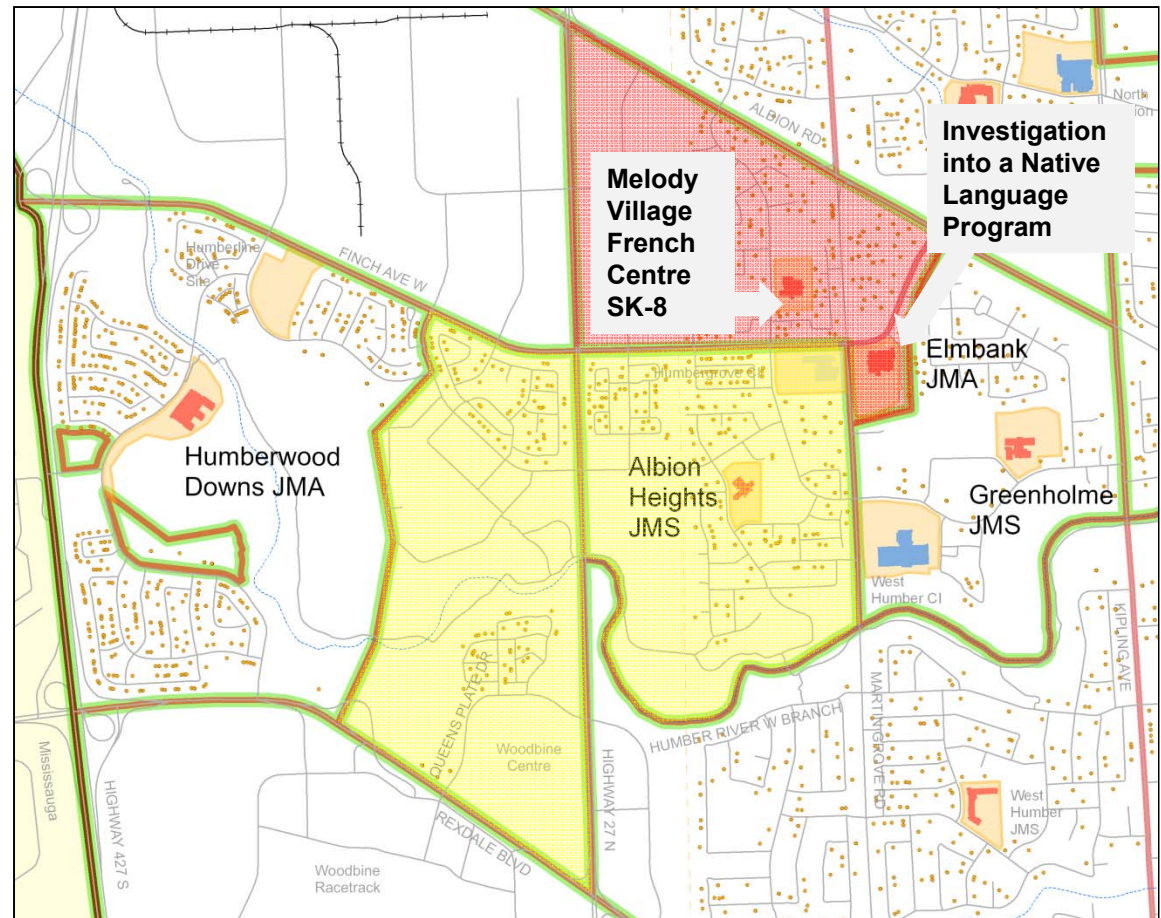 ALBION RD
North
Investigation
into a Native
Language
Program
Melody
Village
French
Centre
SK-8
Humberline
Drive
Site
FINCH AVE W
Elmbank
JMA
Humbergrove CI
Humberwood
Downs JMA
Albion
Heights
JMS
Greenholme
JMS
West
Humber CI
KIPLING AVE
MARTIN GROVE RD
HUMBER RIVER W BRANCH
QUEENS PLATE DR
Woodbine
Centre
HIGHWAY 27 N
Mississauga
HIGHWAY 427 S
REXDALE BLVD
Woodbine
Racetrack
West
Humber
JMS